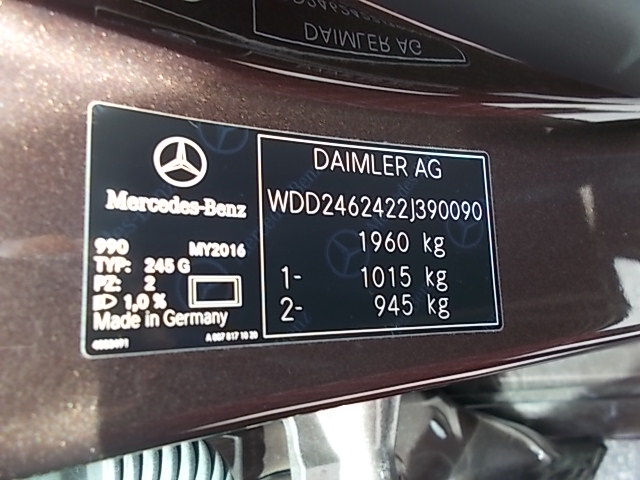 Mercedes-Benz
990 MY2016
TYP: 245 G
PZ: 2
1,0 %
Made in Germany
DAIMLER AG
WDD2462422J390090
1960 kg
1- 1015 kg
2- 945 kg
DAIMLER AG